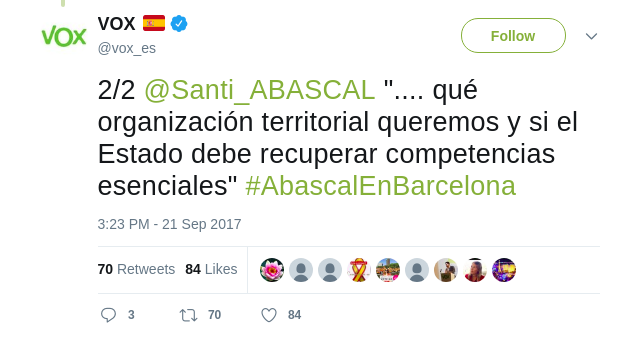 VOX
VOX
@vox_es
Follow
2/2 @Santi_ABASCAL ".... qué
organización territorial queremos y si el
Estado debe recuperar competencias
esenciales" #AbascalEnBarcelona
3:23 PM - 21 Sep 2017
70 Retweets 84 Likes
3 70 84